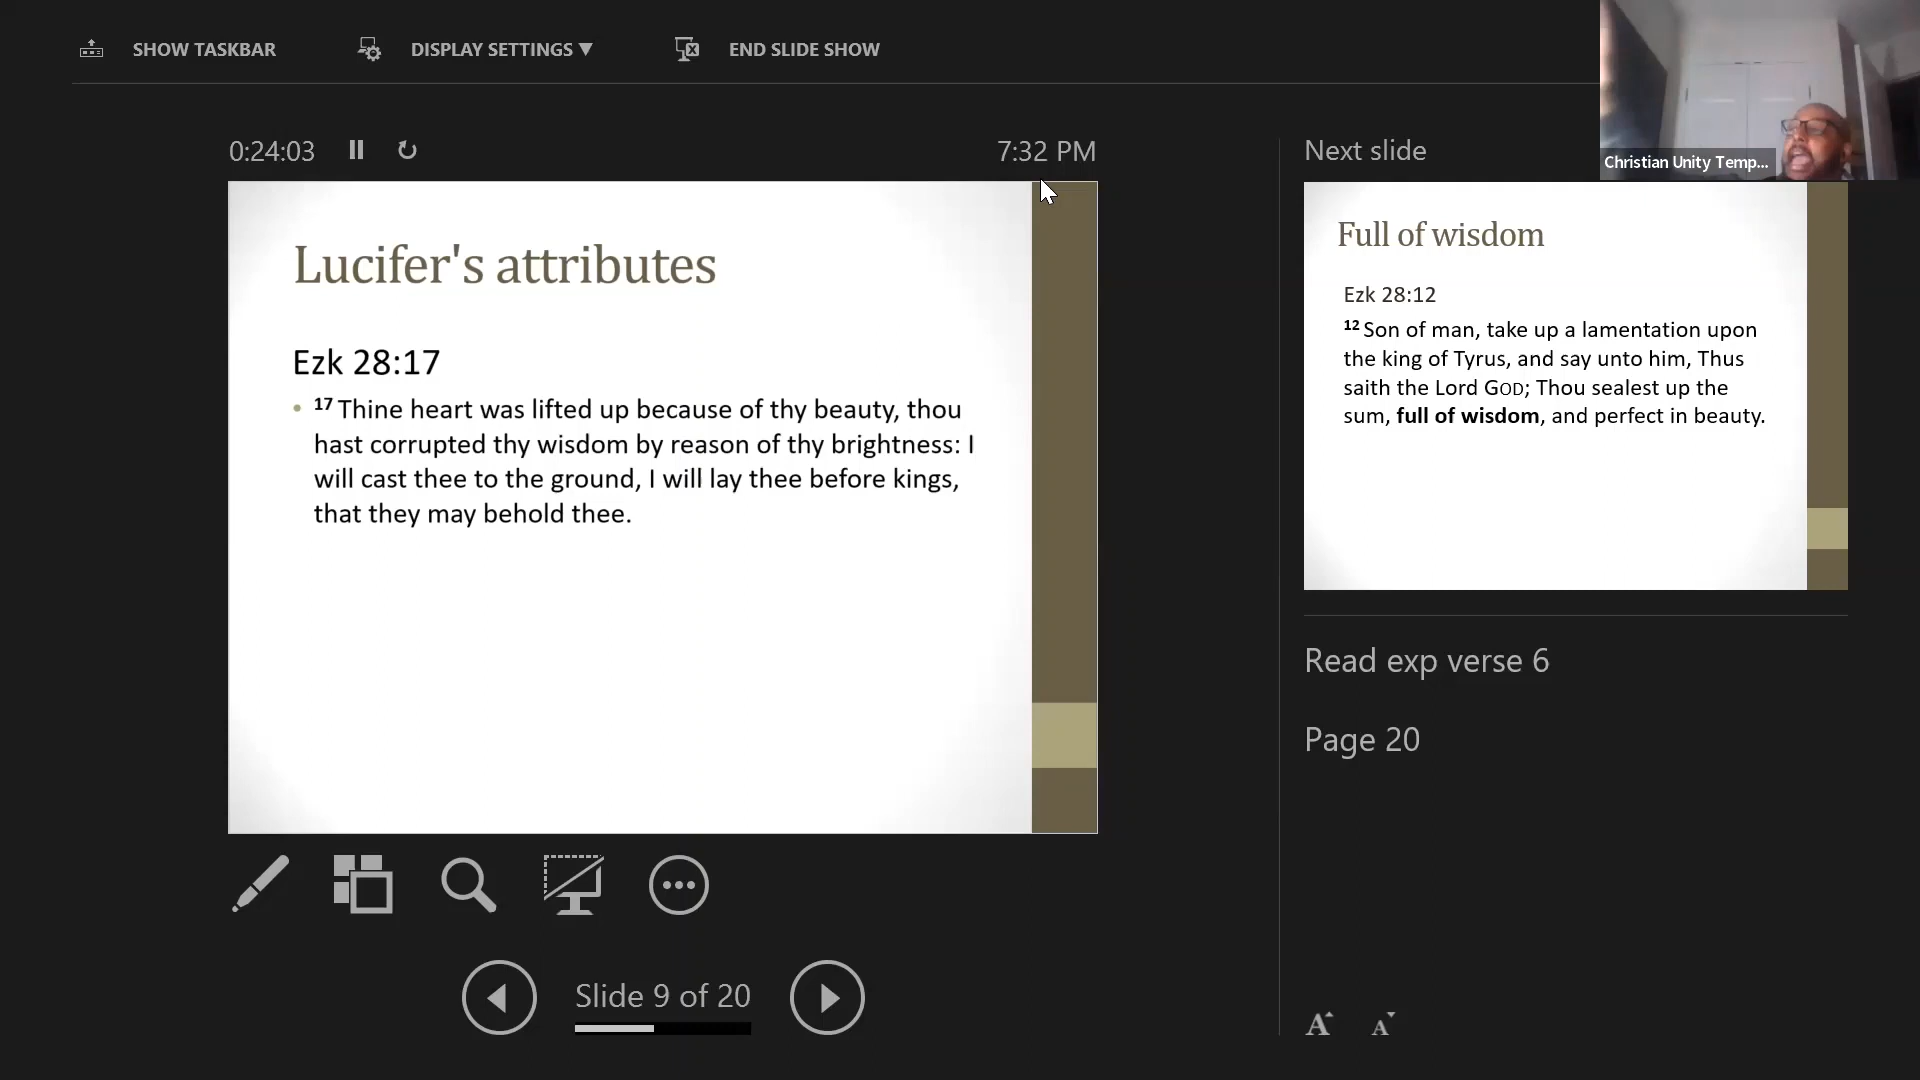 SHOW TASKBAR
DISPLAY SETTINGS ▼
END SLIDE SHOW
Christian Unity Temp...
0:24:03
7:32 PM
Lucifer's attributes
Ezk 28:17
• 17 Thine heart was lifted up because of thy beauty, thou
hast corrupted thy wisdom by reason of thy brightness: I
will cast thee to the ground, I will lay thee before kings,
that they may behold thee.
Slide 9 of 20
Next slide
Full of wisdom
Ezk 28:12
12 Son of man, take up a lamentation upon
the king of Tyrus, and say unto him, Thus
saith the Lord GOD; Thou sealest up the
sum, full of wisdom, and perfect in beauty.
Read exp verse 6
Page 20
A A